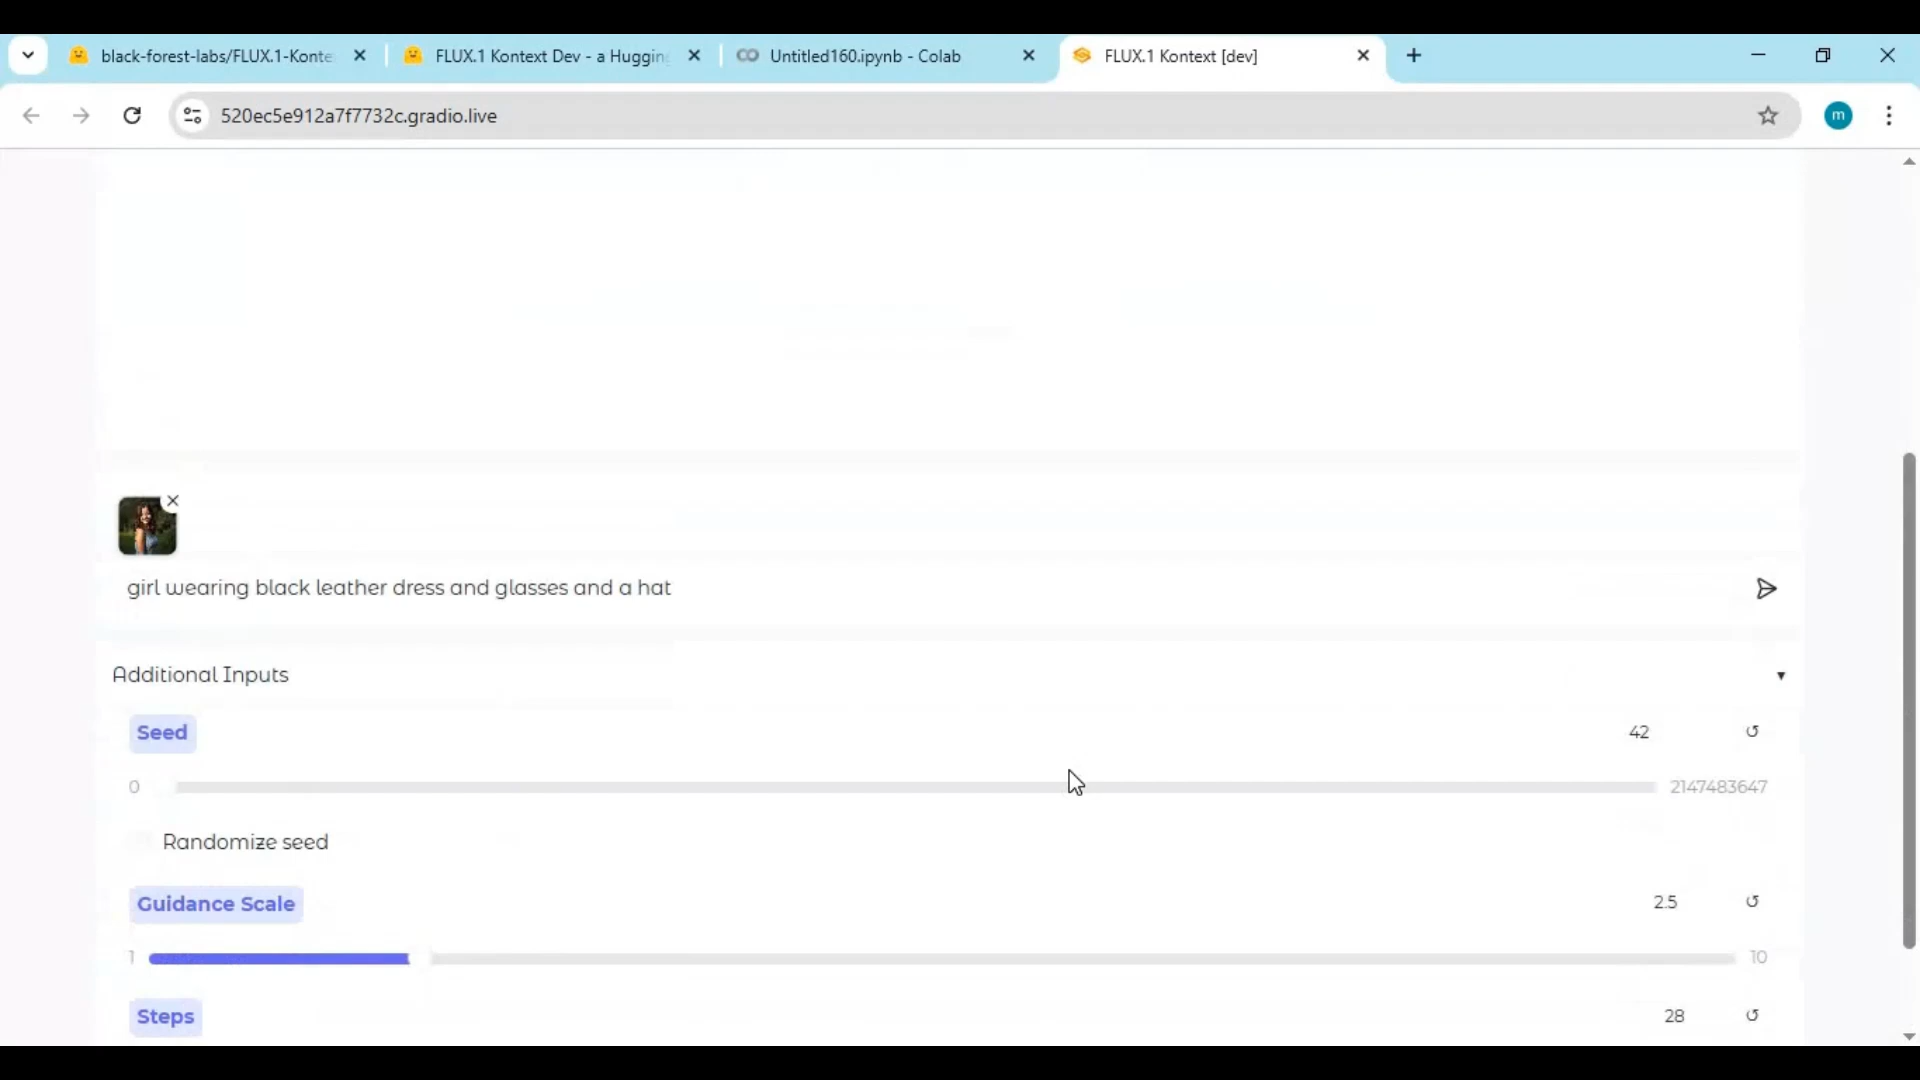 black-forest-labs/FLUX.1-Konte
FLUX.1 Kontext Dev - a Hugging
Untitled160.ipynb - Colab
FLUX.1 Kontext [dev]
520ec5e912a7f7732c.gradio.live
m
girl wearing black leather dress and glasses and a hat
Additional Inputs
Seed
42
0
2147483647
Randomize seed
Guidance Scale
2.5
1
10
Steps
28